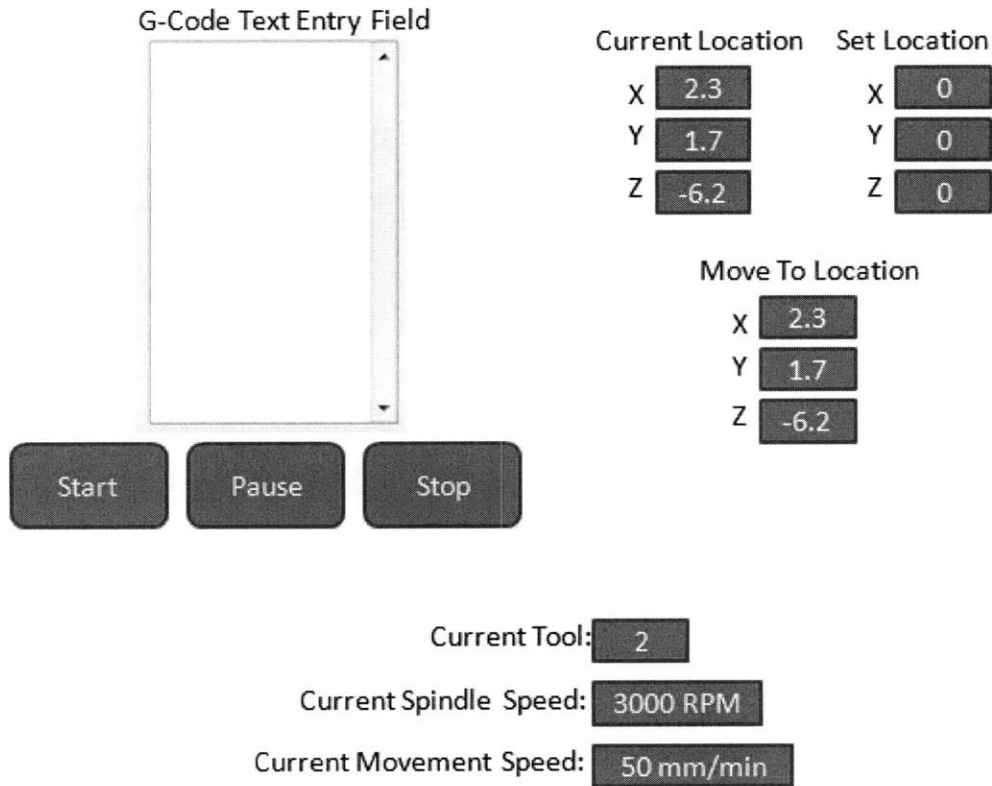 G-Code Text Entry Field
Current Location
X 2.3
Y 1.7
Z -6.2
Set Location
X 0
Y 0
Z 0
Move To Location
X 2.3
Y 1.7
Z -6.2
Start
Pause
Stop
Current Tool: 2
Current Spindle Speed: 3000 RPM
Current Movement Speed: 50 mm/min